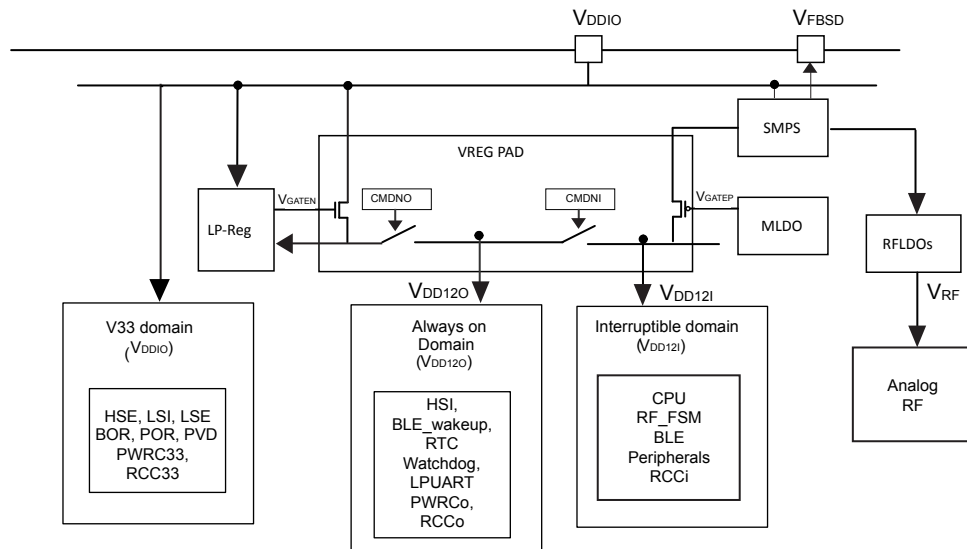 VDDIO
VFBSD
SMPS
VREG PAD
VGATEN
CMDNO
CMDNI
VGATEP
LP-Reg
MLDO
RFLDOs
VDD12O
VDD12I
VRF
V33 domain
(VDDIO)
HSE, LSI, LSE
BOR, POR, PVD
PWRC33,
RCC33
Always on
Domain
(VDD12O)
HSI,
BLE_wakeup,
RTC
Watchdog,
LPUART
PWRCo,
RCCo
Interruptible domain
(VDD12I)
CPU
RF_FSM
BLE
Peripherals
RCCi
Analog
RF